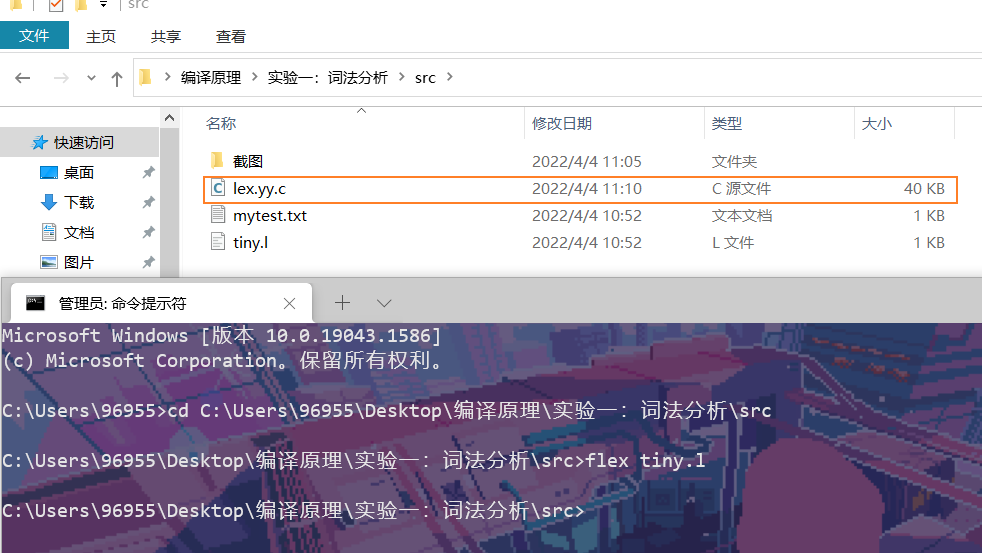 src
文件 主页 共享 查看
编译原理 实验一：词法分析 src
名称 修改日期 类型 大小
快速访问
桌面
下载
文档
图片
截图 2022/4/4 11:05 文件夹
lex.yy.c 2022/4/4 11:10 C 源文件 40 KB
mytest.txt 2022/4/4 10:52 文本文档 1 KB
tiny.l 2022/4/4 10:52 L 文件 1 KB
管理员: 命令提示符
Microsoft Windows [版本 10.0.19043.1586]
(c) Microsoft Corporation。保留所有权利。
C:\Users\96955>cd C:\Users\96955\Desktop\编译原理\实验一：词法分析\src
C:\Users\96955\Desktop\编译原理\实验一：词法分析\src>flex tiny.l
C:\Users\96955\Desktop\编译原理\实验一：词法分析\src>